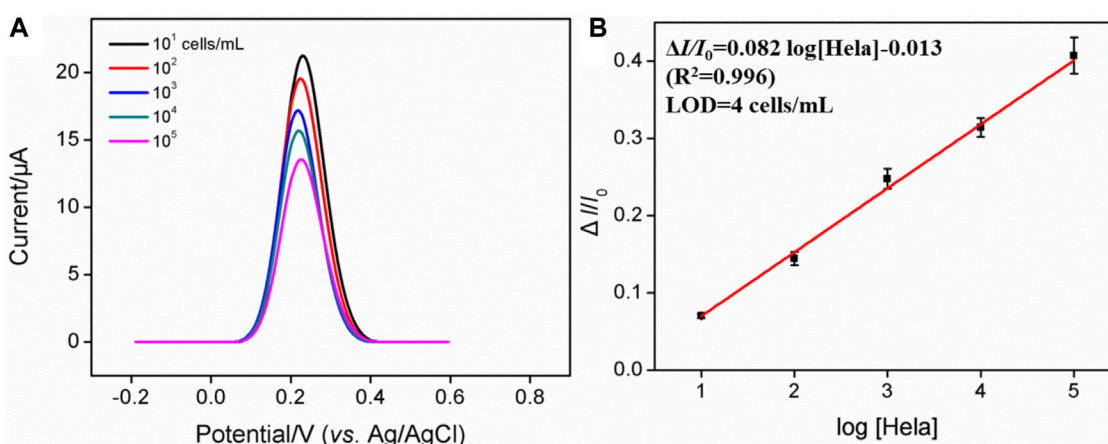 A
10¹ cells/mL
10²
10³
10⁴
10⁵
20
15
10
5
0
-0.2 0.0 0.2 0.4 0.6 0.8
Current/μA
Potential/V (vs. Ag/AgCl)
B
ΔI/I₀=0.082 log[Hela]-0.013
(R²=0.996)
LOD=4 cells/mL
0.4
0.3
0.2
0.1
0.0
1 2 3 4 5
Δ I/I₀
log [Hela]